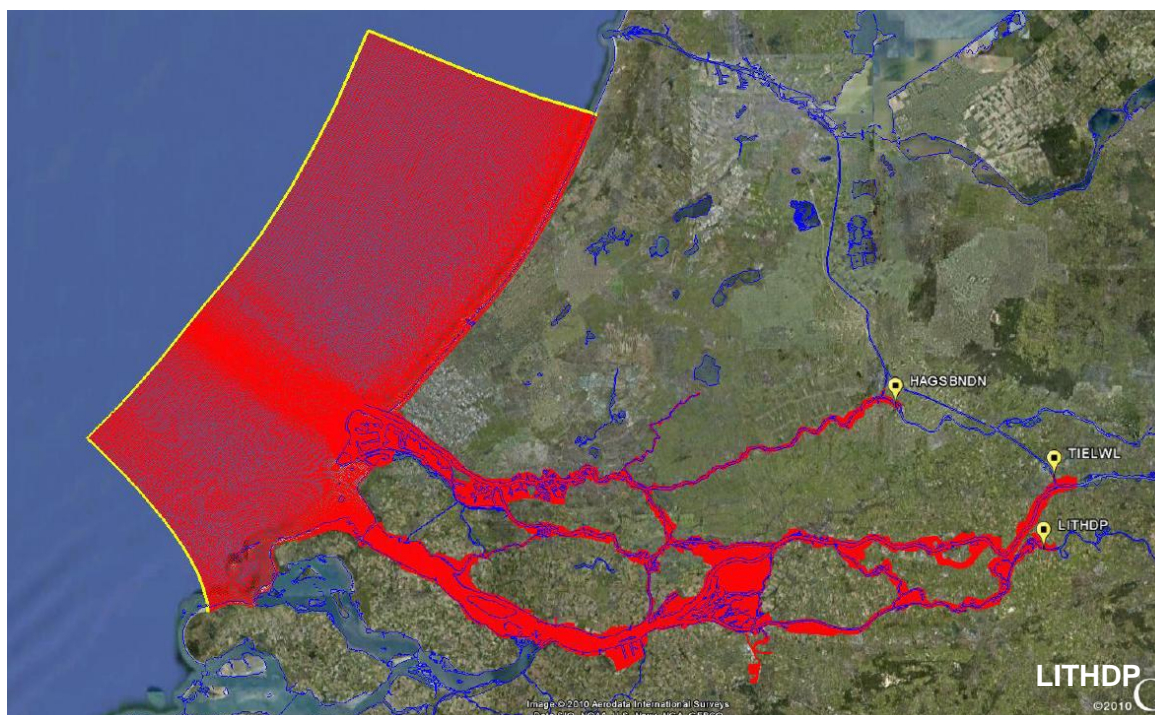 HAGSBNDN
TIELWL
LITHDP
LITHDP
Image © 2010 Aerodata International Surveys
©2010